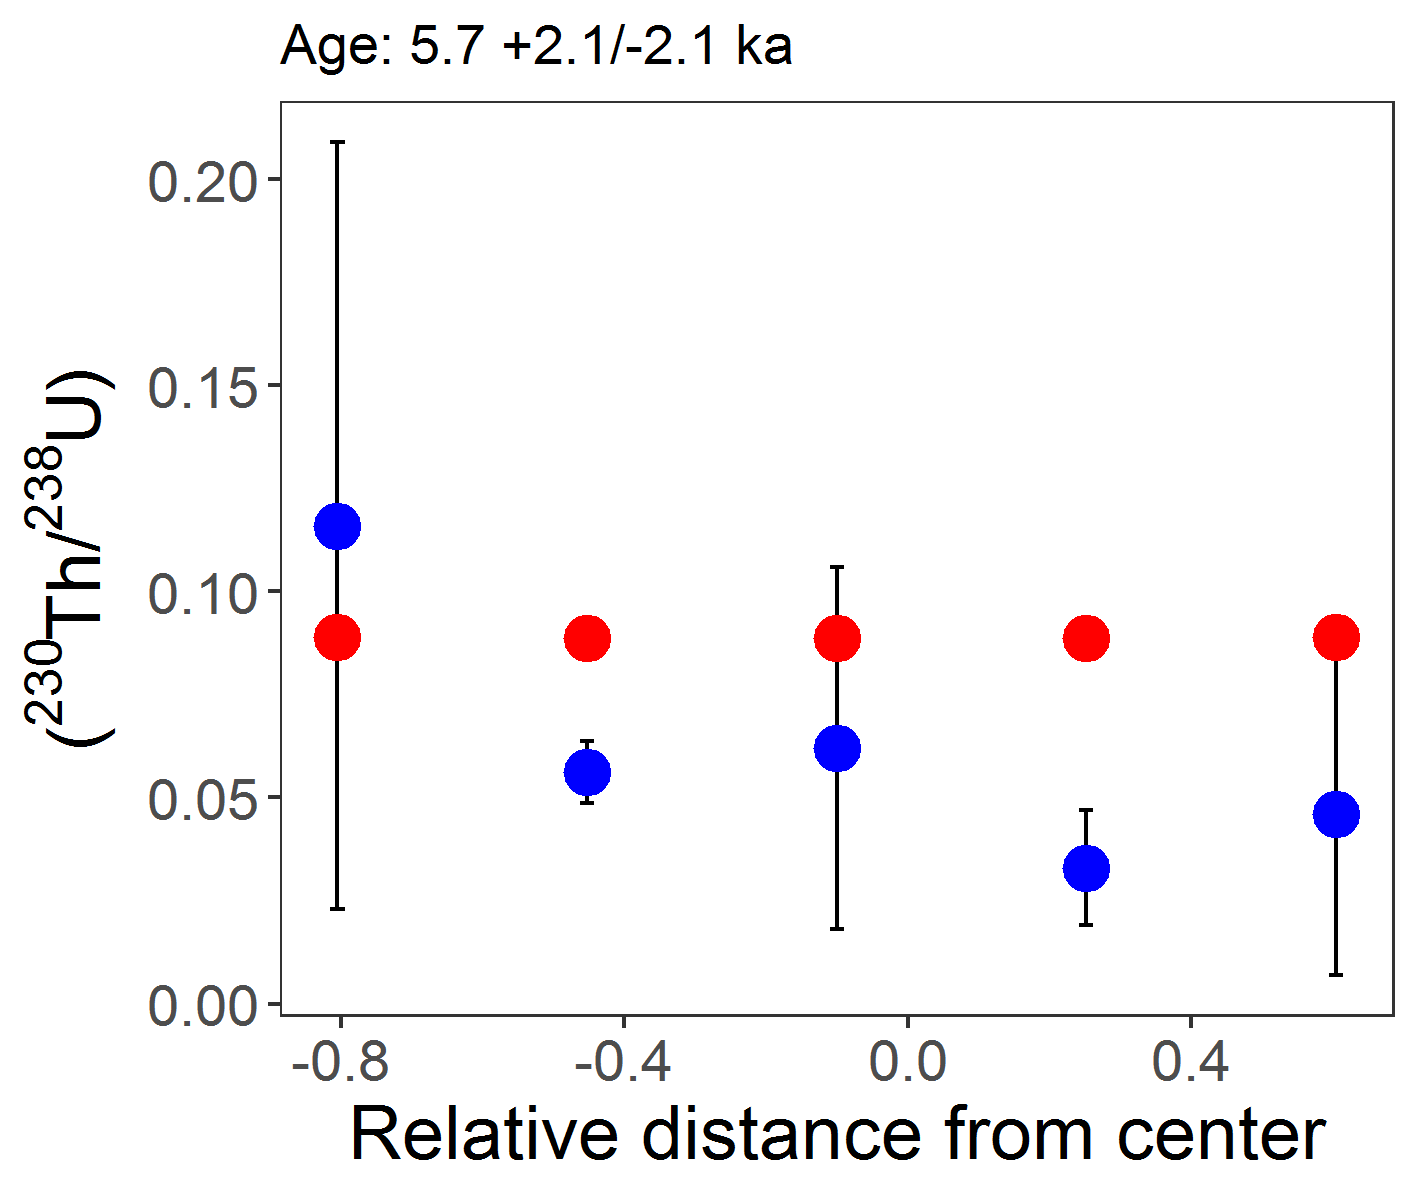 Age: 5.7 +2.1/-2.1 ka
(²³⁰Th/²³⁸U)
0.20
0.15
0.10
0.05
0.00
-0.8 -0.4 0.0 0.4
Relative distance from center